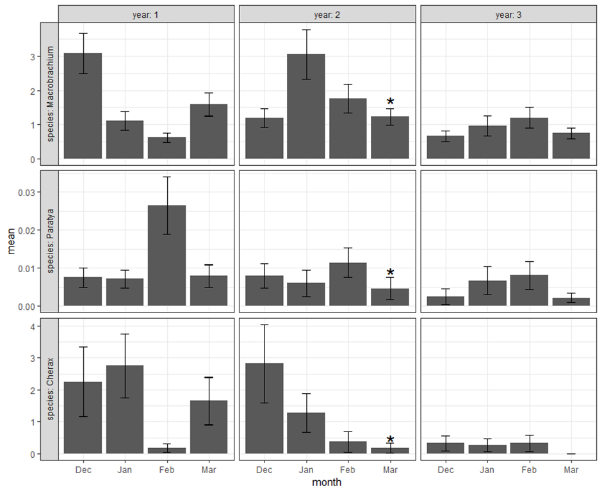 year: 1 year: 2 year: 3
species: Macrobrachium
3
2
1
0
*
species: Paratya
0.03
0.02
0.01
0.00
*
mean
species: Cherax
4
3
2
1
0
*
Dec Jan Feb Mar Dec Jan Feb Mar Dec Jan Feb Mar
month